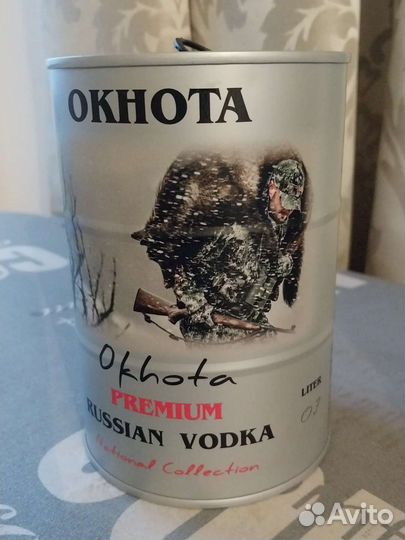 OKHOTA
Okhota
PREMIUM
RUSSIAN VODKA
National Collection
LITER
0.7
Avito